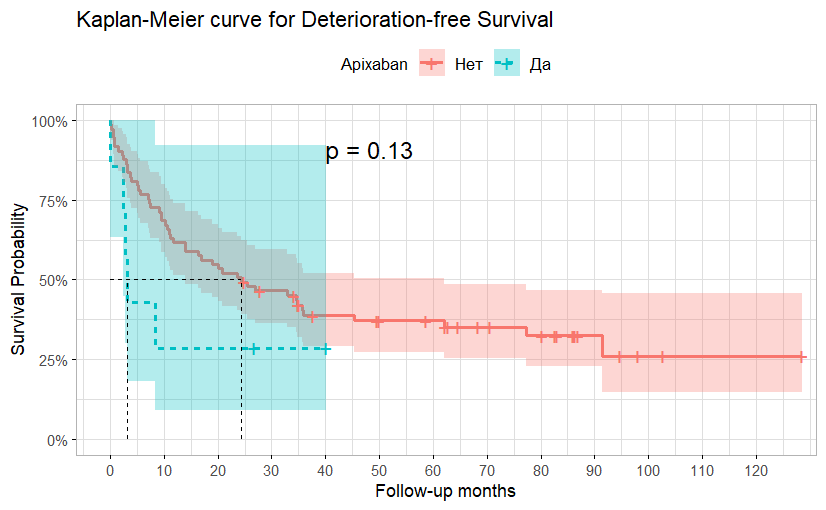 Kaplan-Meier curve for Deterioration-free Survival
Apixaban Нет Да
p = 0.13
100%
75%
50%
25%
0%
Survival Probability
0 10 20 30 40 50 60 70 80 90 100 110 120
Follow-up months